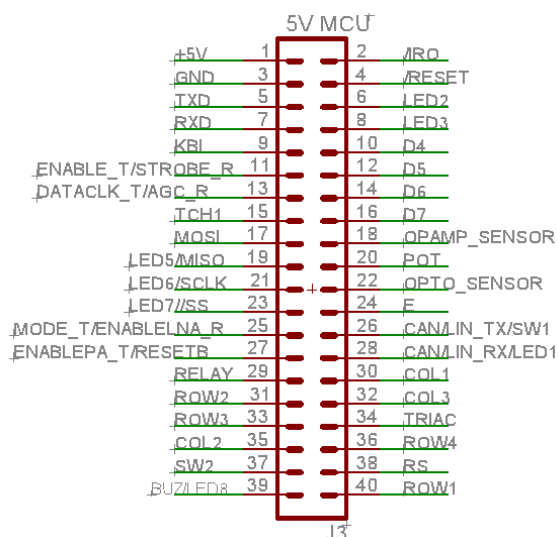 5V MCU
+5V 1 2 /IRQ
GND 3 4 /RESET
TXD 5 6 LED2
RXD 7 8 LED3
KBI 9 10 D4
ENABLE_T/STROBE_R 11 12 D5
DATACLK_T/AGC_R 13 14 D6
TCH1 15 16 D7
MOSI 17 18 OPAMP_SENSOR
LED5/MISO 19 20 POT
LED6/SCLK 21 22 OPTO_SENSOR
LED7//SS 23 24 E
MODE_T/ENABLELNA_R 25 26 CAN/LIN_TX/SW1
ENABLEPA_T/RESETB 27 28 CAN/LIN_RX/LED1
RELAY 29 30 COL1
ROW2 31 32 COL3
ROW3 33 34 TRIAC
COL2 35 36 ROW4
SW2 37 38 RS
BUZ/LED8 39 40 ROW1
J3